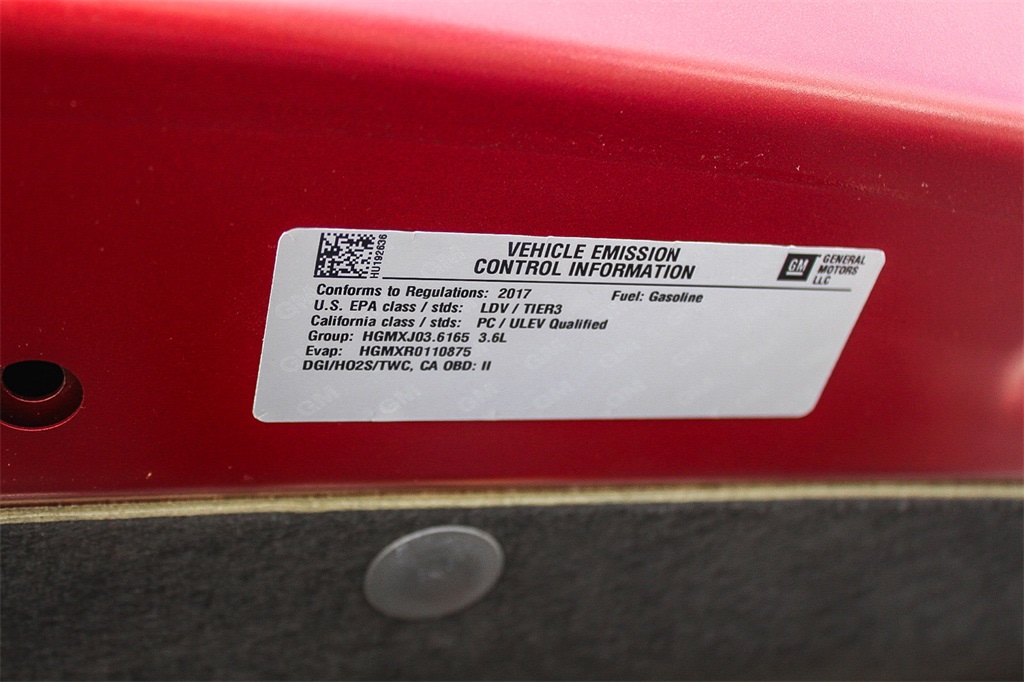 HU192636
VEHICLE EMISSION
CONTROL INFORMATION
GM
GENERAL
MOTORS
LLC
Conforms to Regulations: 2017 Fuel: Gasoline
U.S. EPA class / stds: LDV / TIER3
California class / stds: PC / ULEV Qualified
Group: HGMXJ03.6165 3.6L
Evap: HGMXR0110875
DGI/HO2S/TWC, CA OBD: II